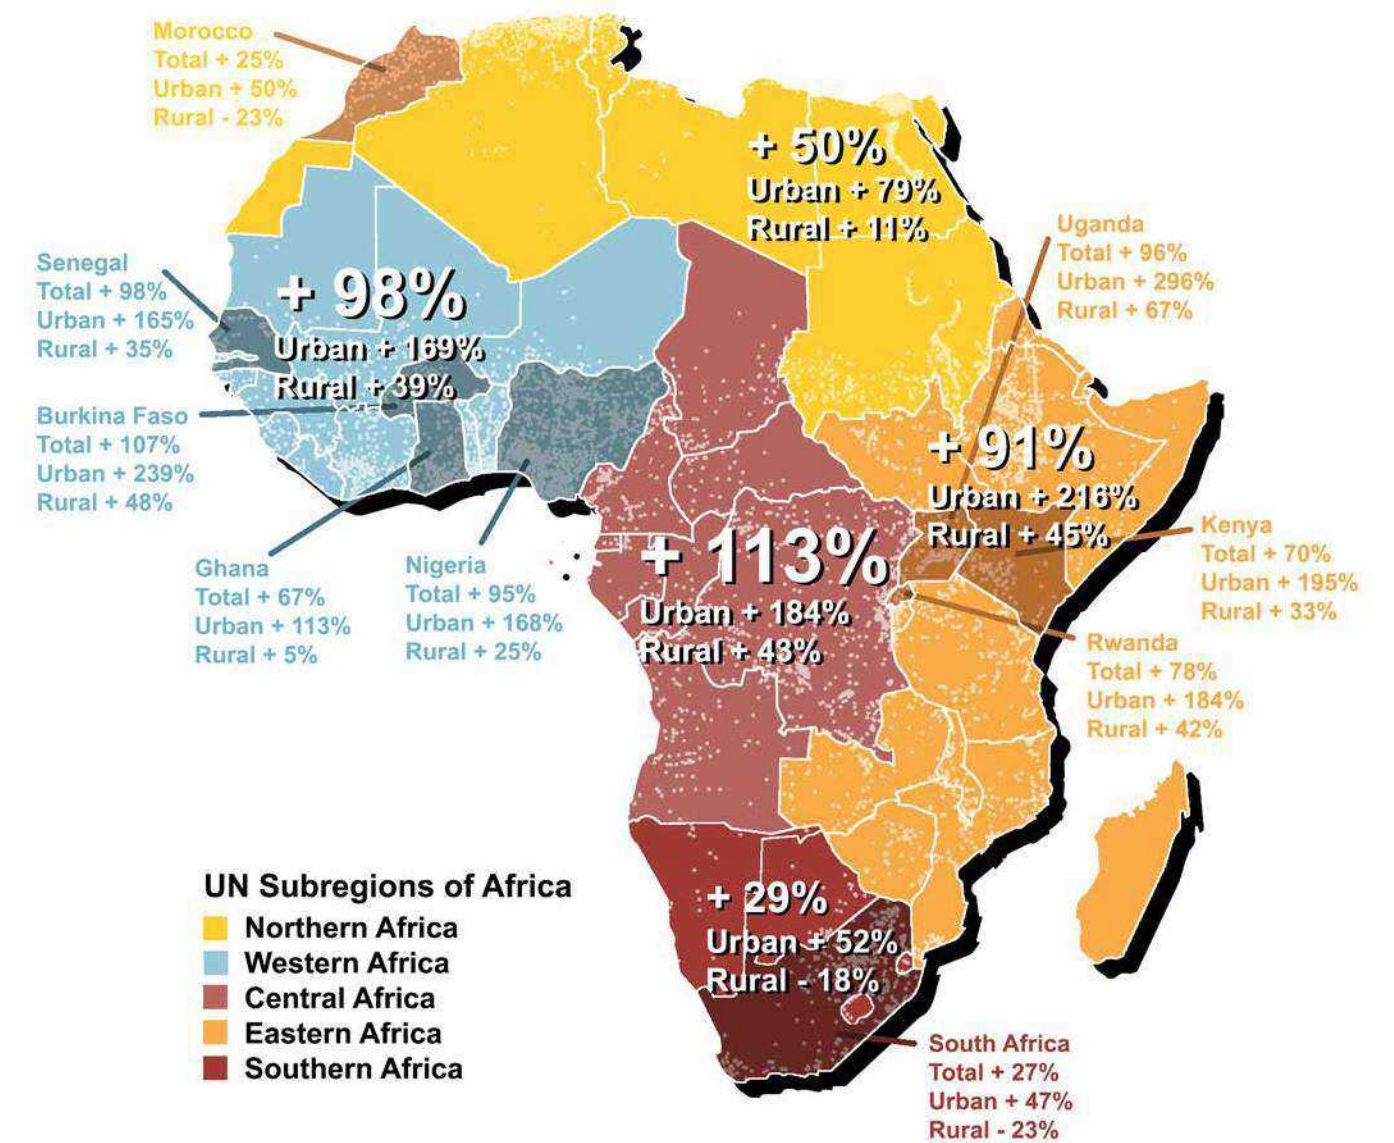 Morocco
Total + 25%
Urban + 50%
Rural - 23%
+ 50%
Urban + 79%
Rural + 11%
Uganda
Total + 96%
Urban + 296%
Rural + 67%
Senegal
Total + 98%
Urban + 165%
Rural + 35%
+ 98%
Urban + 169%
Rural + 39%
Burkina Faso
Total + 107%
Urban + 239%
Rural + 48%
+ 91%
Urban + 216%
Rural + 45%
Kenya
Total + 70%
Urban + 195%
Rural + 33%
Ghana
Total + 67%
Urban + 113%
Rural + 5%
Nigeria
Total + 95%
Urban + 168%
Rural + 25%
+ 113%
Urban + 184%
Rural + 43%
Rwanda
Total + 78%
Urban + 184%
Rural + 42%
UN Subregions of Africa
Northern Africa
Western Africa
Central Africa
Eastern Africa
Southern Africa
+ 29%
Urban + 52%
Rural - 18%
South Africa
Total + 27%
Urban + 47%
Rural - 23%